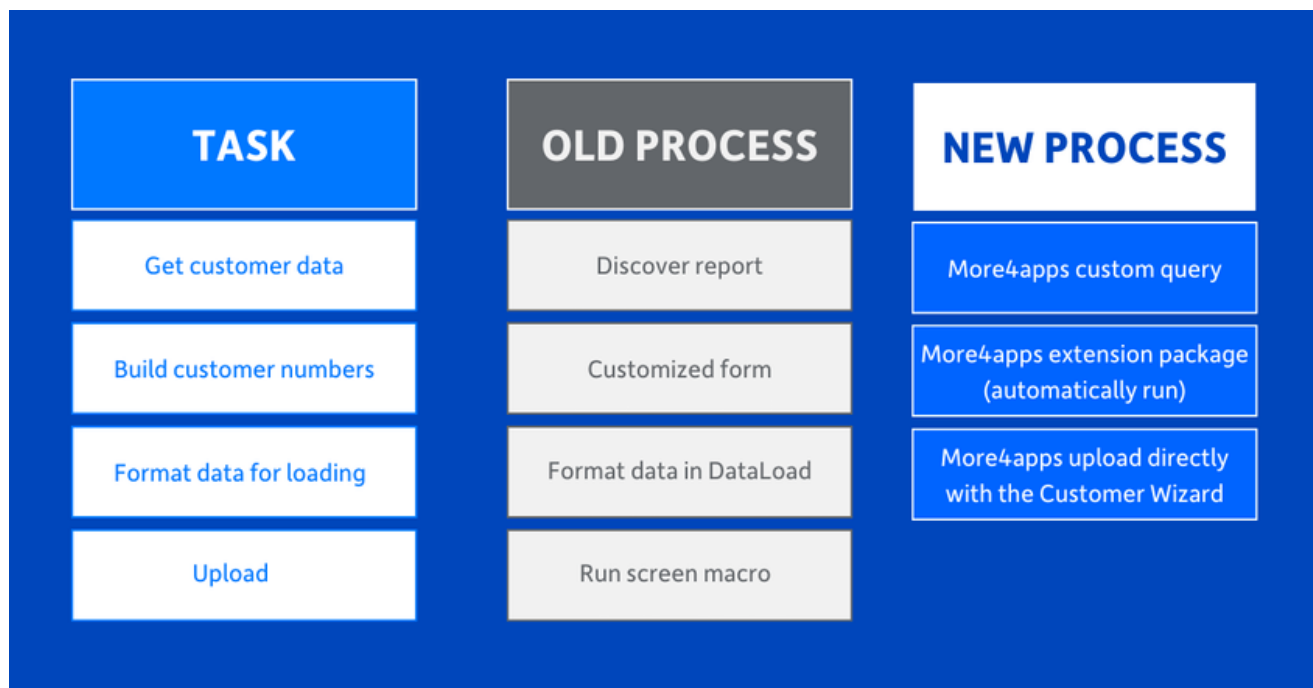 TASK
OLD PROCESS
NEW PROCESS
Get customer data
Discover report
More4apps custom query
Build customer numbers
Customized form
More4apps extension package
(automatically run)
Format data for loading
Format data in DataLoad
More4apps upload directly
with the Customer Wizard
Upload
Run screen macro